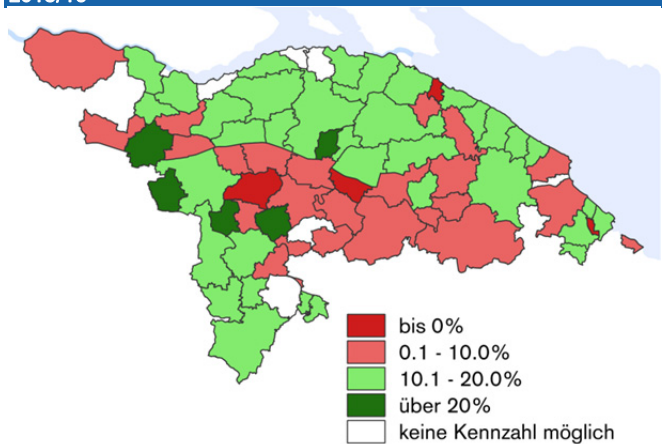 bis 0%
0.1 - 10.0%
10.1 - 20.0%
über 20%
keine Kennzahl möglich